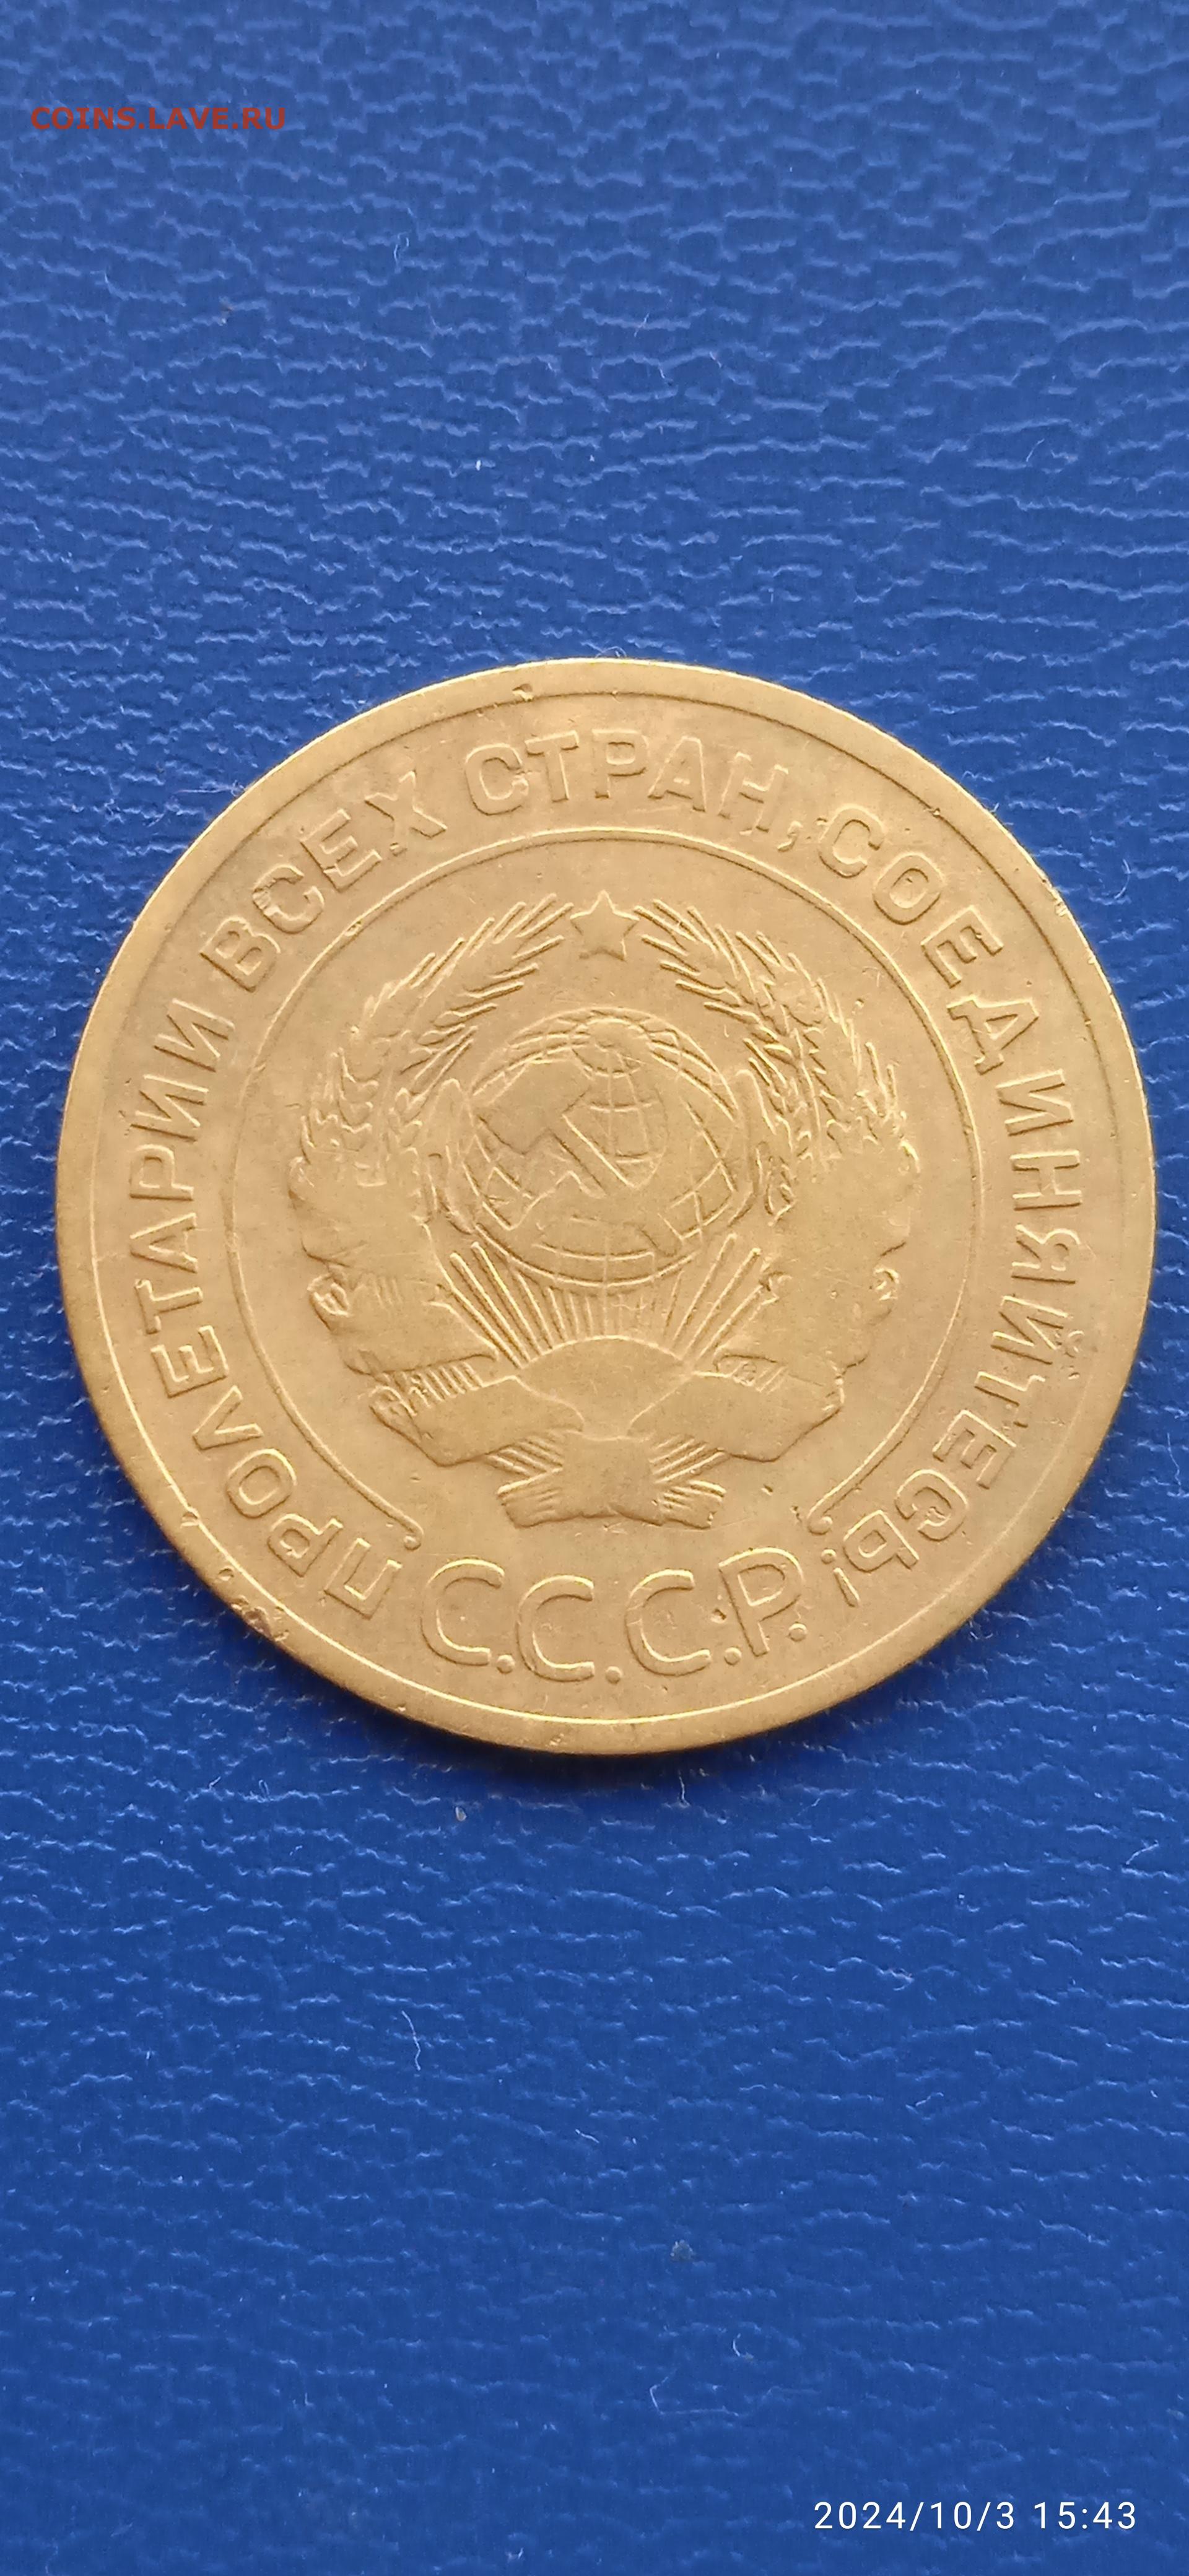 COINS.LAVE.RU
ПРОЛЕТАРИИ ВСЕХ СТРАН, СОЕДИНЯЙТЕСЬ!
С.С.С.Р.
2024/10/3 15:43